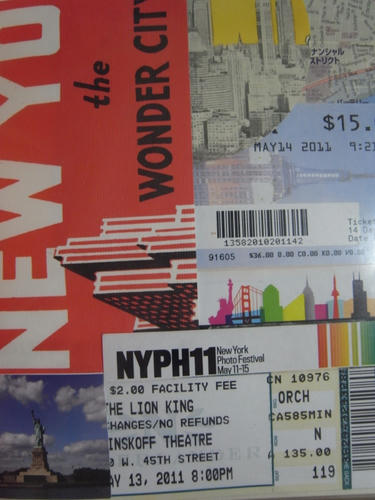 NEW YO
the
WONDER CITY
ナンシャル
ストリクト
$15.
MAY14 2011 9:2
13582010201142
Ticket
14 Da
Date
91605 $36.00 0.00 C0.00 X0.00
NYPH11
New York
Photo Festival
May 11-15
$2.00 FACILITY FEE
THE LION KING
CHANGES/NO REFUNDS
INSKOFF THEATRE
W. 45TH STREET
AY 13, 2011 8:00PM
CN 10976
ORCH
CA585MIN
N
A 135.00
119